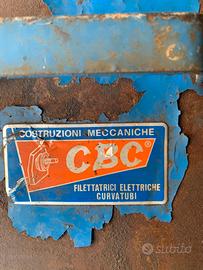 COSTRUZIONI MECCANICHE
CBC®
FILETTATRICI ELETTRICHE
CURVATUBI
subito